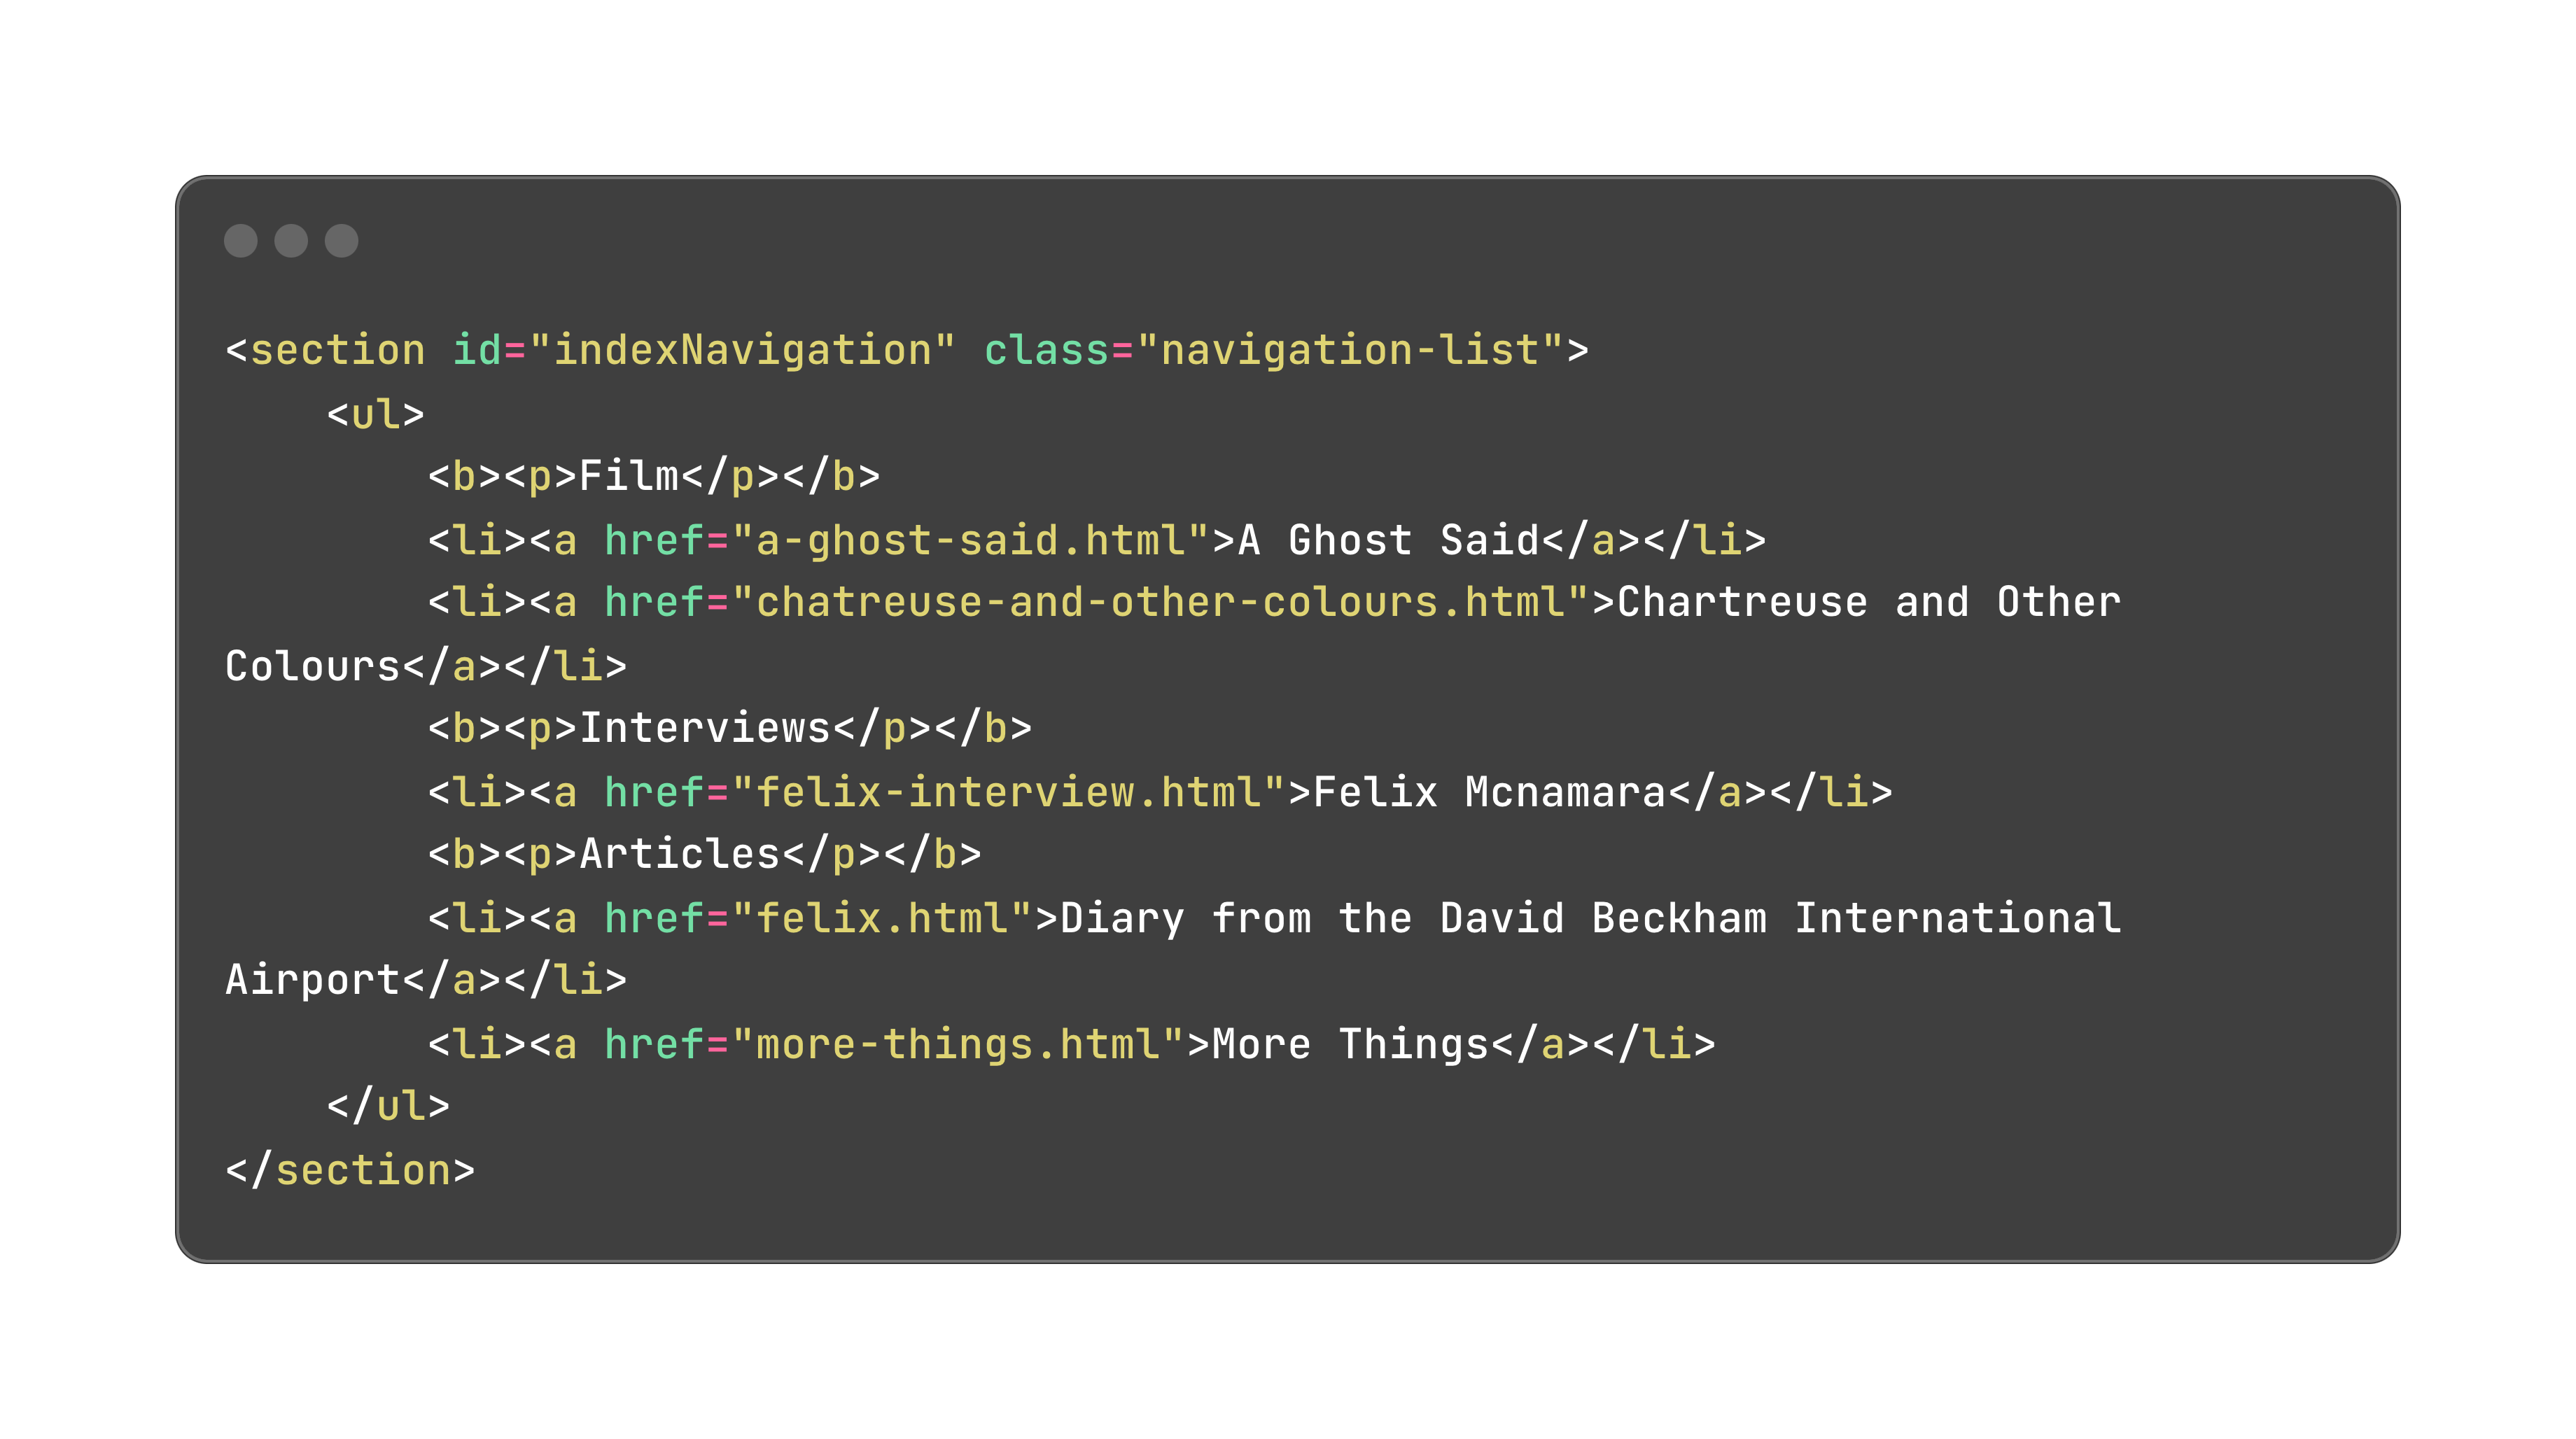 <section id="indexNavigation" class="navigation-list">
    <ul>
        <b><p>Film</p></b>
        <li><a href="a-ghost-said.html">A Ghost Said</a></li>
        <li><a href="chatreuse-and-other-colours.html">Chartreuse and Other
Colours</a></li>
        <b><p>Interviews</p></b>
        <li><a href="felix-interview.html">Felix Mcnamara</a></li>
        <b><p>Articles</p></b>
        <li><a href="felix.html">Diary from the David Beckham International
Airport</a></li>
        <li><a href="more-things.html">More Things</a></li>
    </ul>
</section>